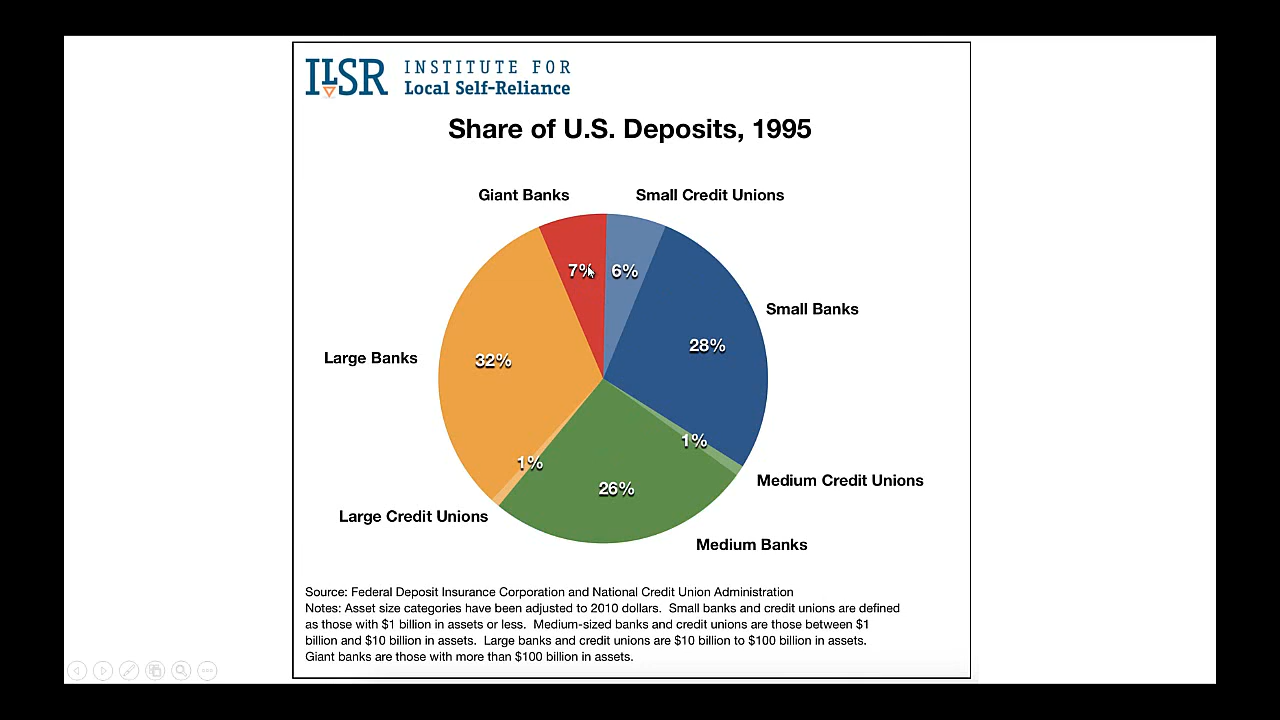 ILSR
INSTITUTE FOR
Local Self-Reliance
Share of U.S. Deposits, 1995
Giant Banks
Small Credit Unions
7%
6%
Small Banks
28%
Large Banks
32%
1%
1%
Medium Credit Unions
26%
Large Credit Unions
Medium Banks
Source: Federal Deposit Insurance Corporation and National Credit Union Administration
Notes: Asset size categories have been adjusted to 2010 dollars. Small banks and credit unions are defined
as those with $1 billion in assets or less. Medium-sized banks and credit unions are those between $1
billion and $10 billion in assets. Large banks and credit unions are $10 billion to $100 billion in assets.
Giant banks are those with more than $100 billion in assets.